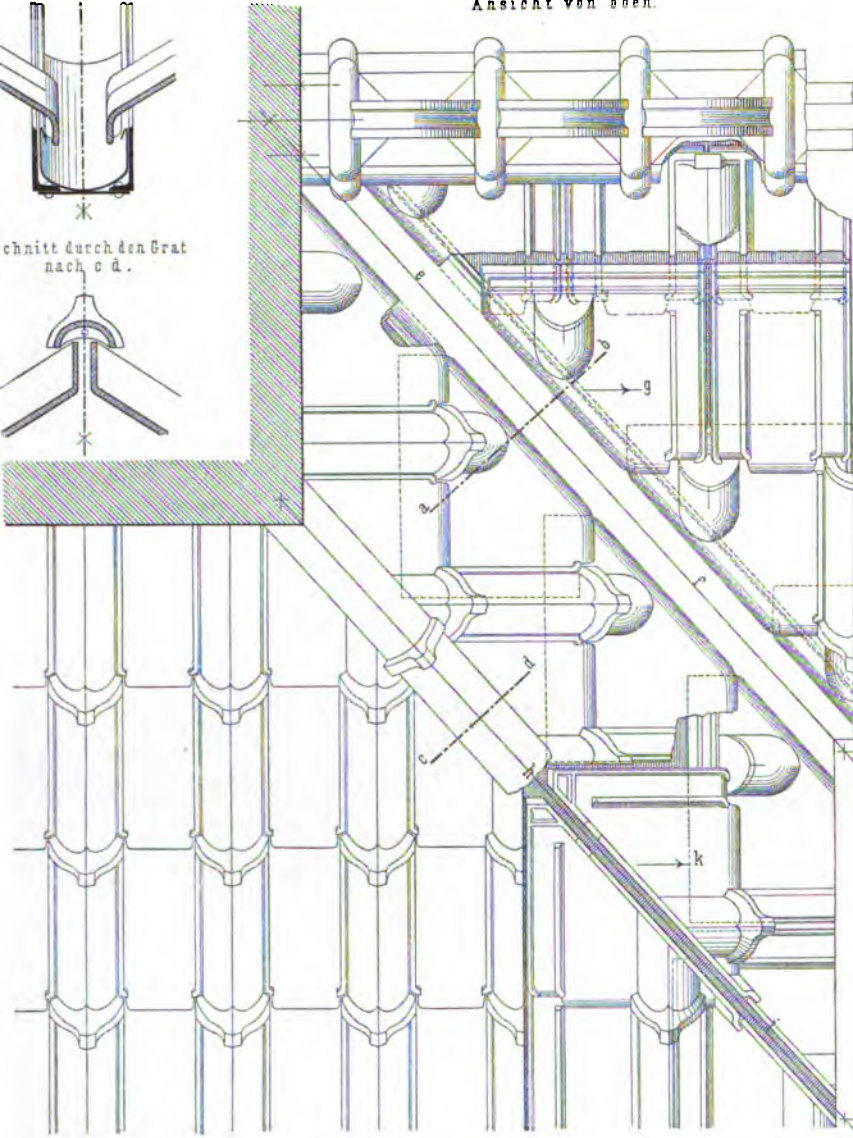 Ansicht von oben.
chnitt durch den Grat
nach c d.
e
b
g
a
f
d
c
k